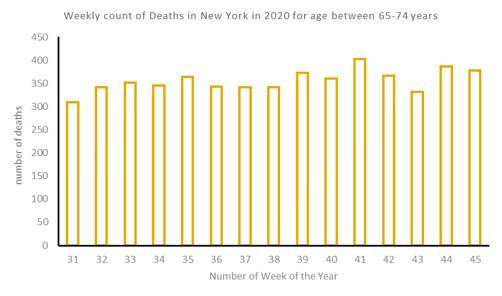 Weekly count of Deaths in New York in 2020 for age between 65-74 years
number of deaths
450
400
350
300
250
200
150
100
50
0
31 32 33 34 35 36 37 38 39 40 41 42 43 44 45
Number of Week of the Year